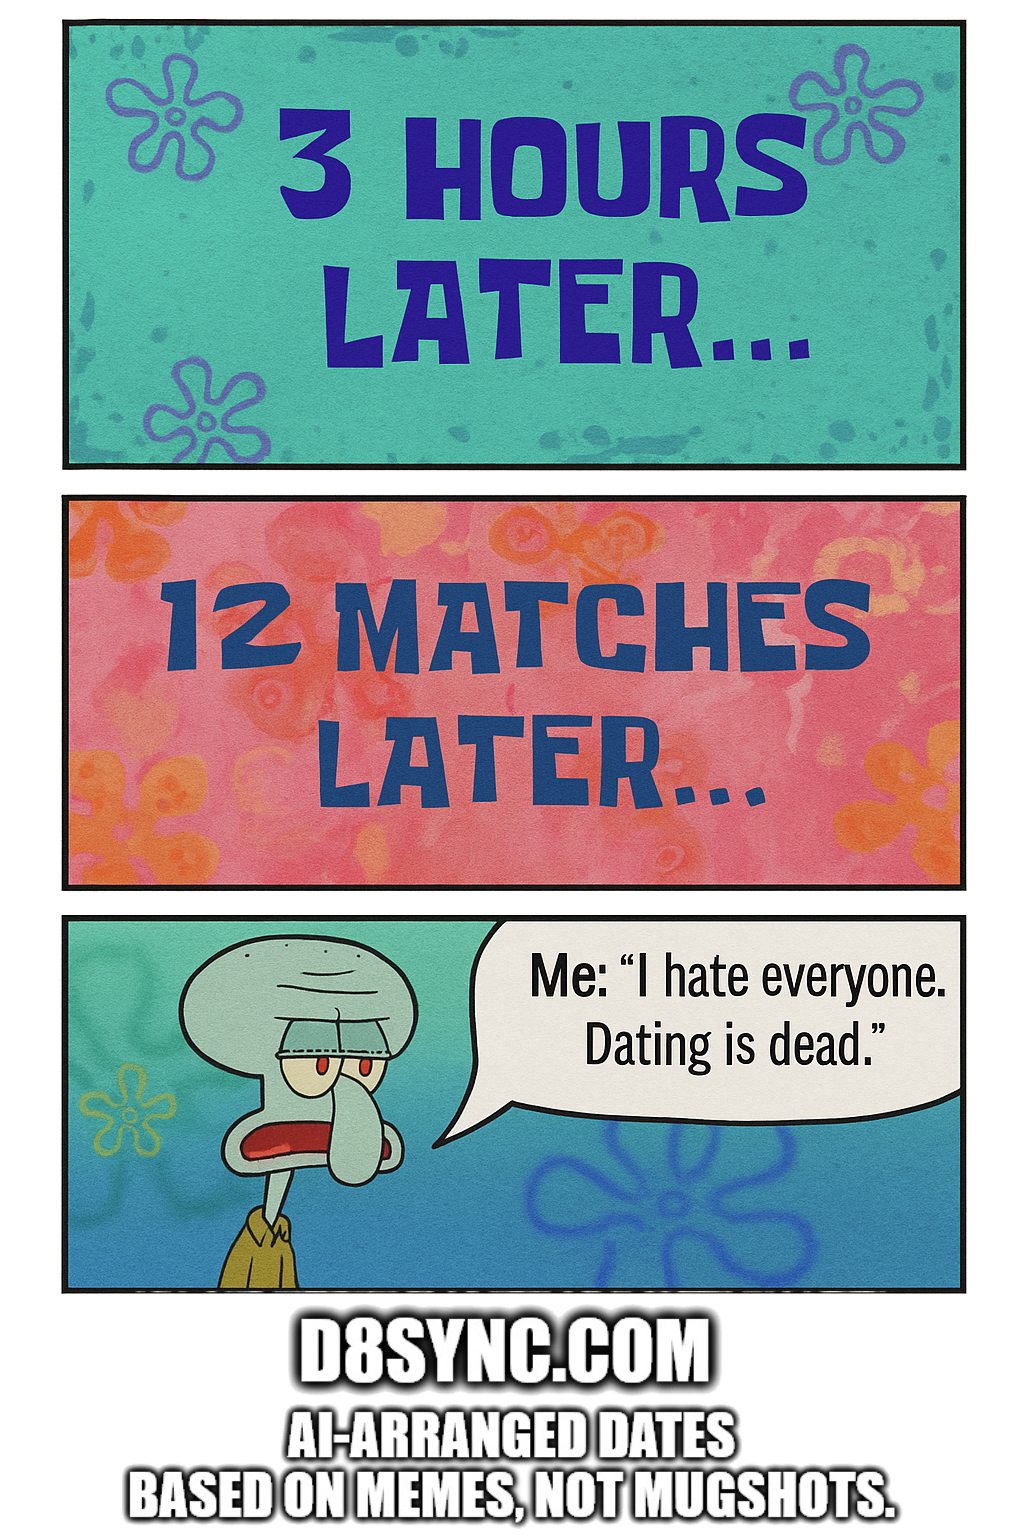 3 HOURS
LATER...
12 MATCHES
LATER...
Me: “I hate everyone.
Dating is dead.”
D8SYNC.COM
AI-ARRANGED DATES
BASED ON MEMES, NOT MUGSHOTS.